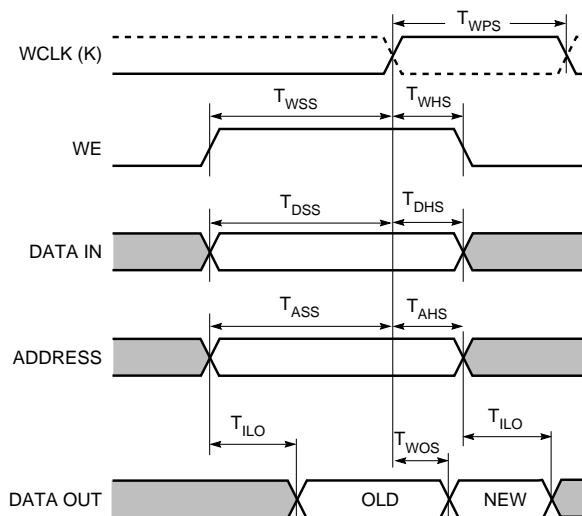 T_WPS
WCLK (K)
T_WSS T_WHS
WE
T_DSS T_DHS
DATA IN
T_ASS T_AHS
ADDRESS
T_ILO T_WOS T_ILO
DATA OUT OLD NEW